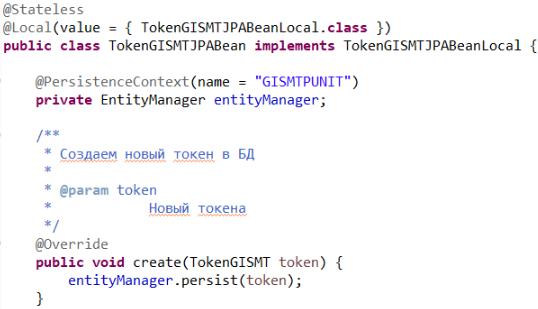 @Stateless
@Local(value = { TokenGISMTJPABeanLocal.class })
public class TokenGISMTJPABean implements TokenGISMTJPABeanLocal {
@PersistenceContext(name = "GISMTPUNIT")
private EntityManager entityManager;
/**
* Создаем новый токен в БД
*
* @param token
* Новый токена
*/
@Override
public void create(TokenGISMT token) {
entityManager.persist(token);
}